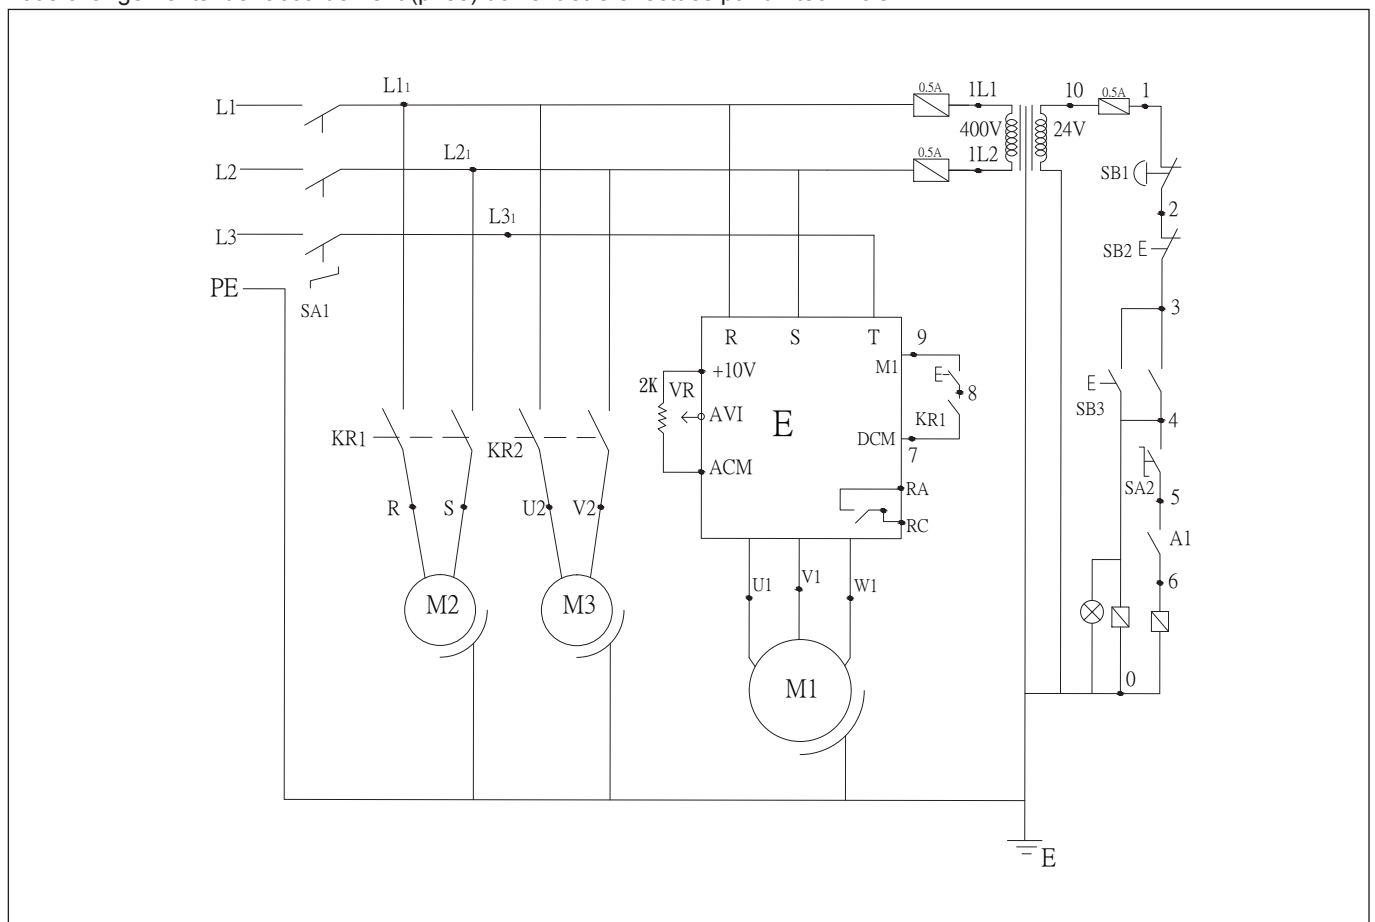 L1
L1₁
0.5A
1L1
10
0.5A
1
400V
24V
L2
L2₁
0.5A
1L2
SB1
2
L3
L3₁
SB2
E
PE
SA1
3
R
S
T
9
M1
+10V
2K
VR
E
8
E
SB3
AVI
E
KR1
4
KR1
KR2
DCM
7
ACM
SA2
RA
5
R
S
U2
V2
RC
A1
U1
V1
W1
6
M2
M3
M1
0
E